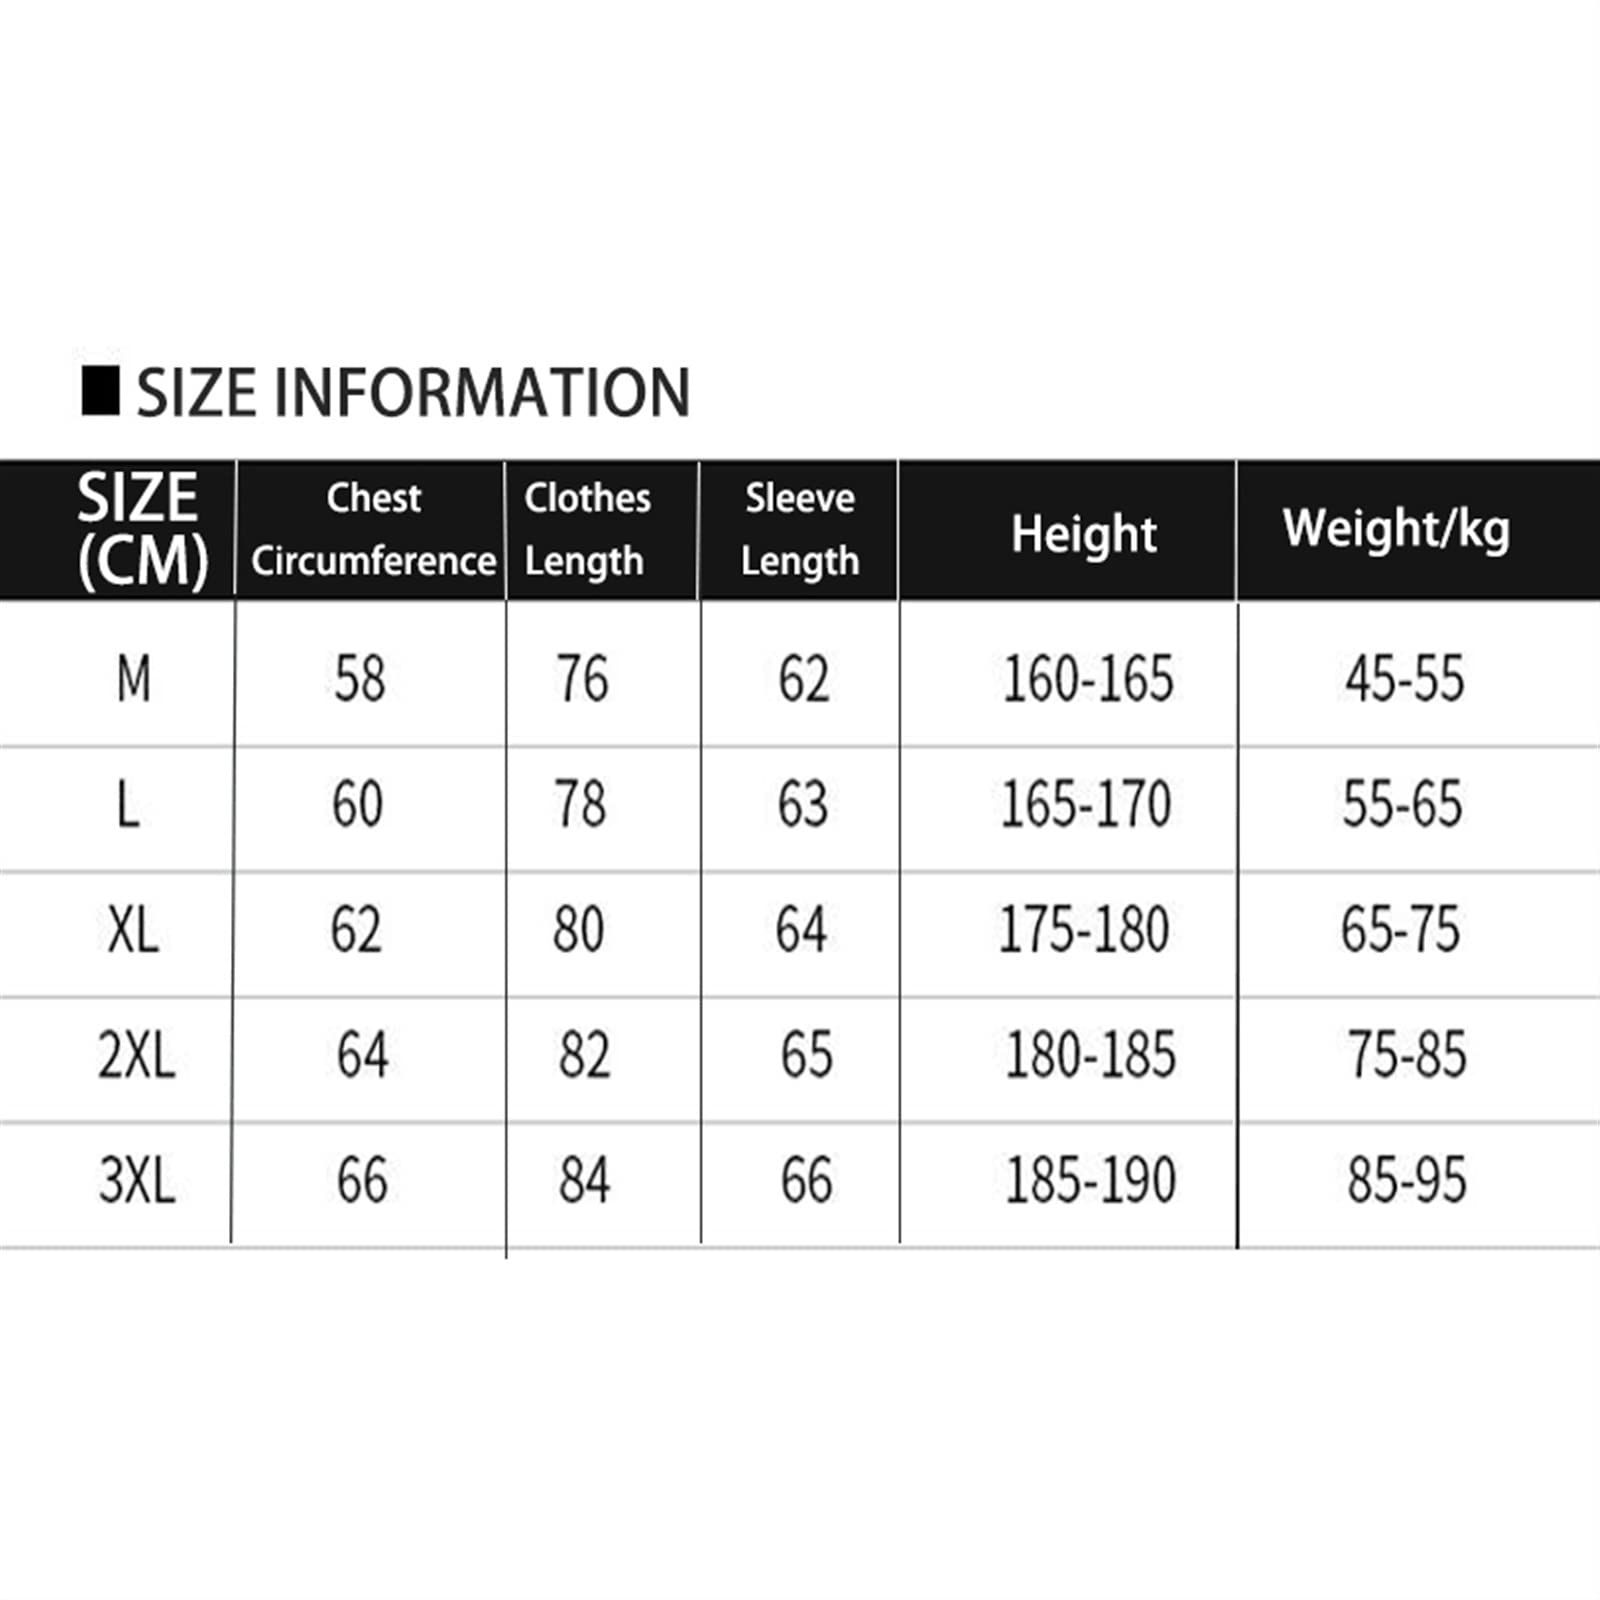 SIZE INFORMATION
SIZE (CM) Chest Circumference Clothes Length Sleeve Length Height Weight/kg
M 58 76 62 160-165 45-55
L 60 78 63 165-170 55-65
XL 62 80 64 175-180 65-75
2XL 64 82 65 180-185 75-85
3XL 66 84 66 185-190 85-95